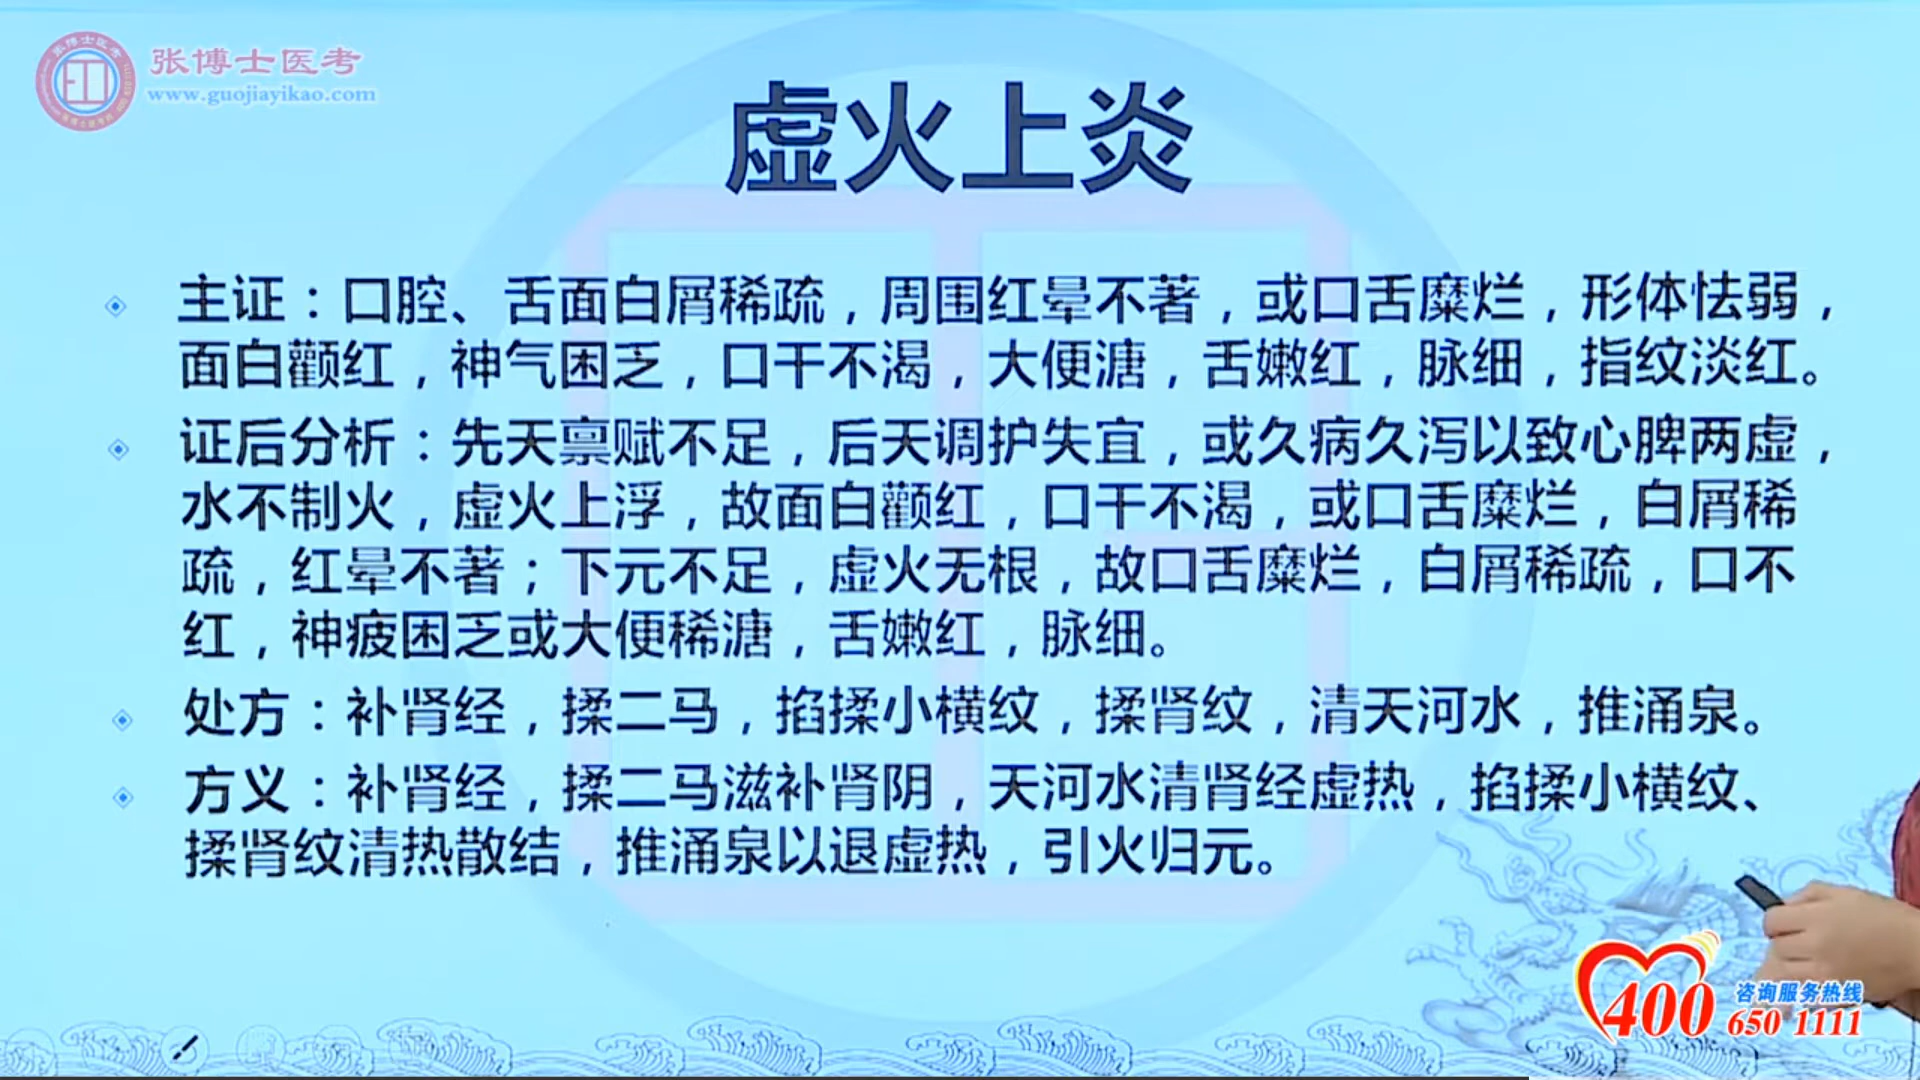 张博士医考
www.guojiayikao.com
虚火上炎
主证：口腔、舌面白屑稀疏，周围红晕不著，或口舌糜烂，形体怯弱，
面白颧红，神气困乏，口干不渴，大便溏，舌嫩红，脉细，指纹淡红。
证后分析：先天禀赋不足，后天调护失宜，或久病久泻以致心脾两虚，
水不制火，虚火上浮，故面白颧红，口干不渴，或口舌糜烂，白屑稀
疏，红晕不著；下元不足，虚火无根，故口舌糜烂，白屑稀疏，口不
红，神疲困乏或大便稀溏，舌嫩红，脉细。
处方：补肾经，揉二马，掐揉小横纹，揉肾纹，清天河水，推涌泉。
方义：补肾经，揉二马滋补肾阴，天河水清肾经虚热，掐揉小横纹、
揉肾纹清热散结，推涌泉以退虚热，引火归元。
400
咨询服务热线
650 1111